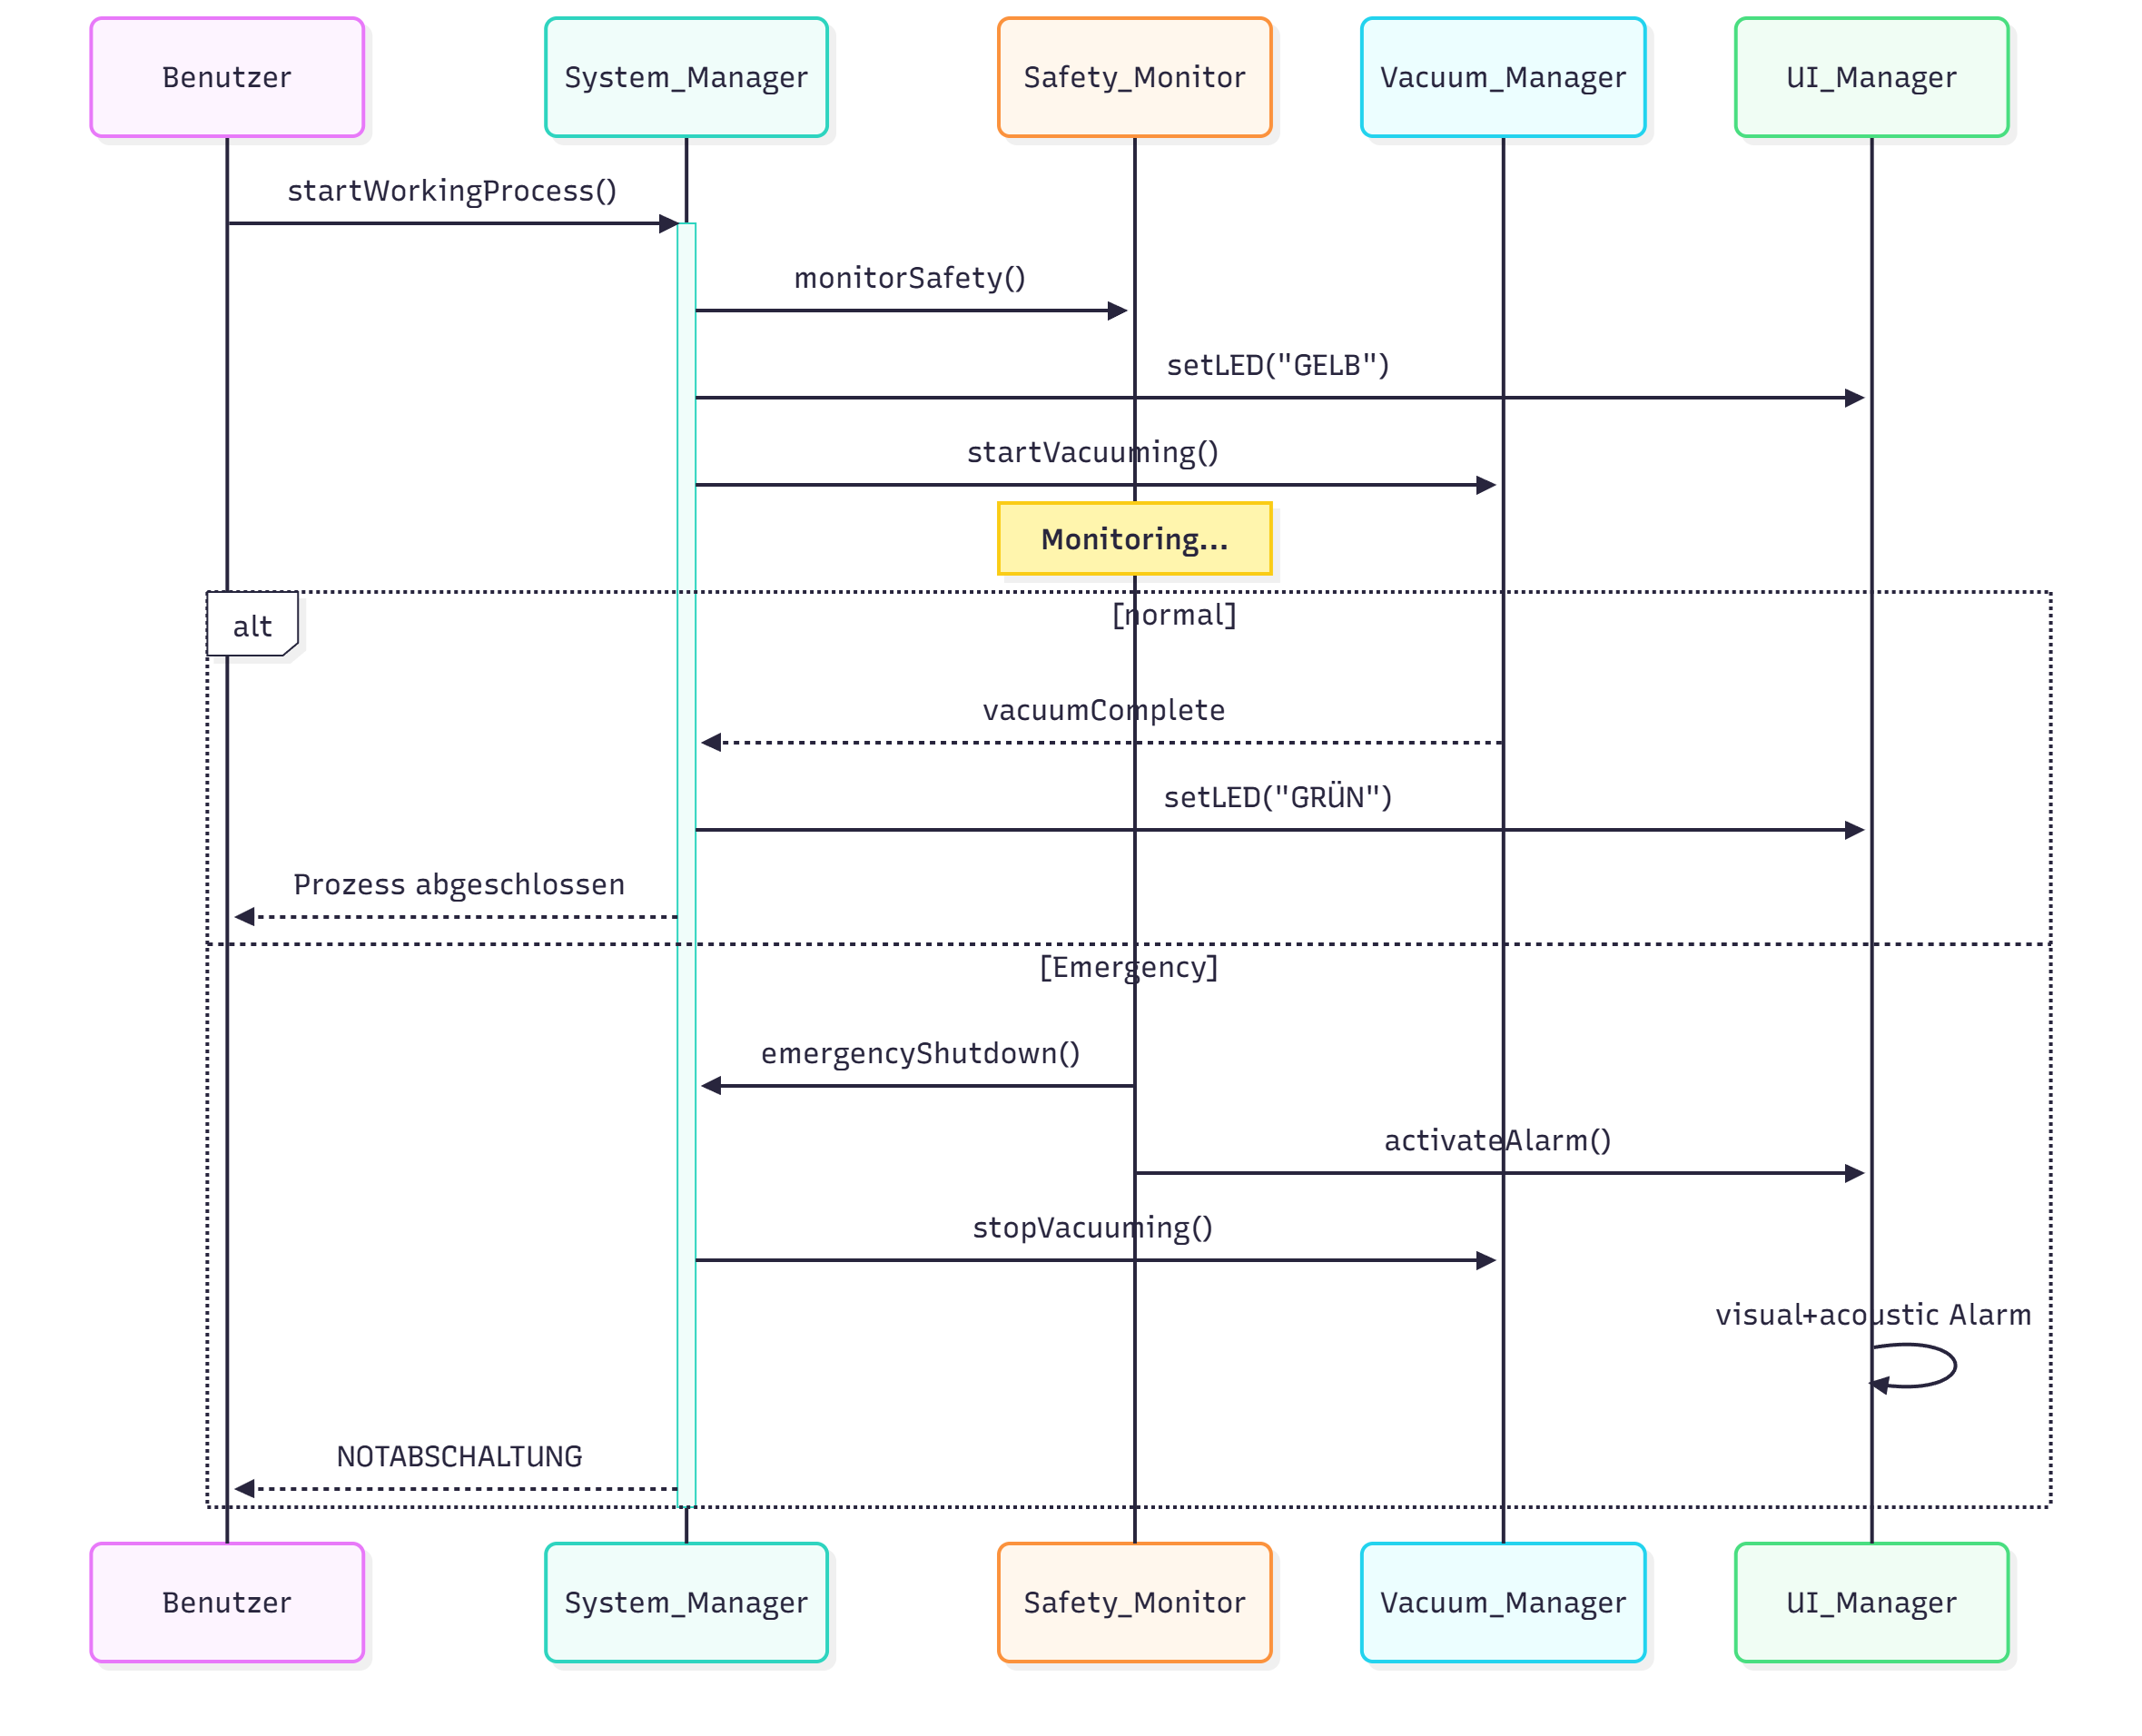 Benutzer
System_Manager
Safety_Monitor
Vacuum_Manager
UI_Manager
startWorkingProcess()
monitorSafety()
setLED("GELB")
startVacuuming()
Monitoring...
alt
[normal]
vacuumComplete
setLED("GRÜN")
Prozess abgeschlossen
[Emergency]
emergencyShutdown()
activateAlarm()
stopVacuuming()
visual+acoustic Alarm
NOTABSCHALTUNG
Benutzer
System_Manager
Safety_Monitor
Vacuum_Manager
UI_Manager